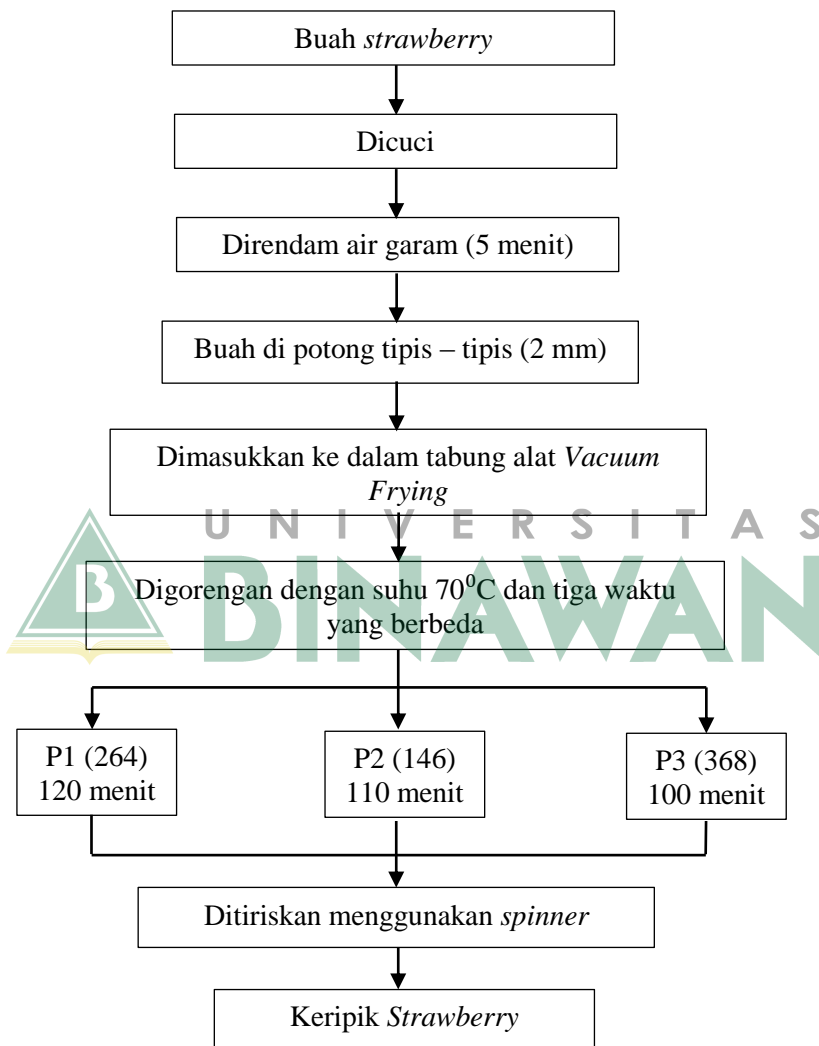 Buah strawberry
Dicuci
Direndam air garam (5 menit)
Buah di potong tipis – tipis (2 mm)
Dimasukkan ke dalam tabung alat Vacuum
Frying
UNIVERSITAS
B
BINAWAN
Digorengan dengan suhu 70⁰C dan tiga waktu
yang berbeda
P1 (264)
120 menit
P2 (146)
110 menit
P3 (368)
100 menit
Ditiriskan menggunakan spinner
Keripik Strawberry